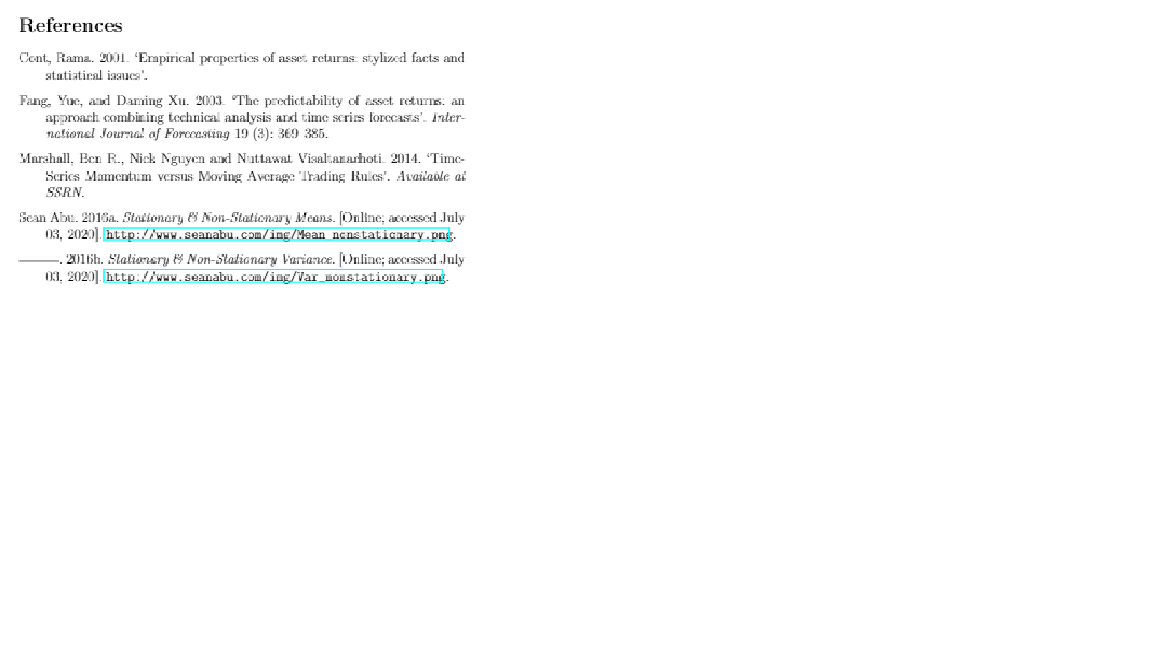 References
Cont, Rama. 2001. ‘Empirical properties of asset returns: stylized facts and
statistical issues’.
Fang, Yue, and Daming Xu. 2003. ‘The predictability of asset returns: an
approach combining technical analysis and time series forecasts’. Inter-
national Journal of Forecasting 19 (3): 369–385.
Marshall, Ben R., Nick Nguyen and Nuttawat Visaltanachoti. 2014. ‘Time-
Series Momentum versus Moving Average Trading Rules’. Available at
SSRN.
Sean Abu. 2016a. Stationary & Non-Stationary Means. [Online; accessed July
03, 2020]. http://www.seanabu.com/img/Mean_nonstationary.png.
———. 2016b. Stationary & Non-Stationary Variance. [Online; accessed July
03, 2020]. http://www.seanabu.com/img/Var_nonstationary.png.